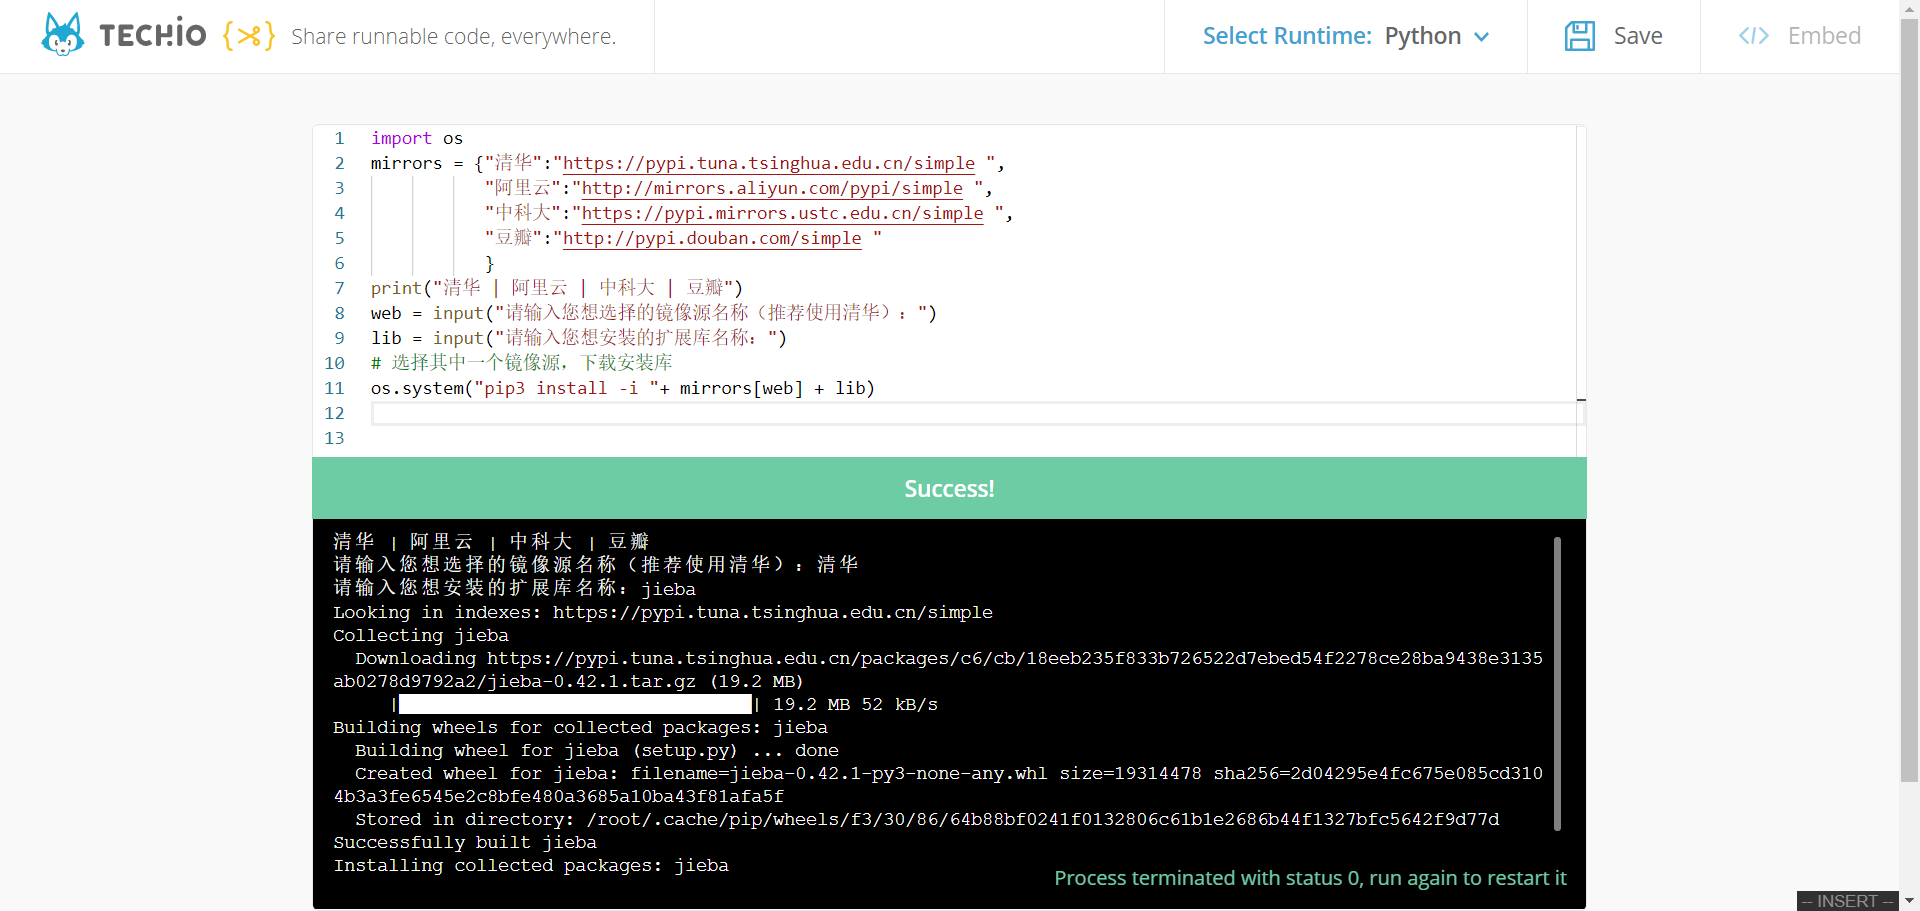 TECH.IO {✂} Share runnable code, everywhere. Select Runtime: Python Save </> Embed
1 import os
2 mirrors = {"清华":"https://pypi.tuna.tsinghua.edu.cn/simple ",
3 "阿里云":"http://mirrors.aliyun.com/pypi/simple ",
4 "中科大":"https://pypi.mirrors.ustc.edu.cn/simple ",
5 "豆瓣":"http://pypi.douban.com/simple "
6 }
7 print("清华 | 阿里云 | 中科大 | 豆瓣")
8 web = input("请输入您想选择的镜像源名称（推荐使用清华）：")
9 lib = input("请输入您想安装的扩展库名称：")
10 # 选择其中一个镜像源，下载安装库
11 os.system("pip3 install -i "+ mirrors[web] + lib)
12
13
Success!
清华 | 阿里云 | 中科大 | 豆瓣
请输入您想选择的镜像源名称（推荐使用清华）：清华
请输入您想安装的扩展库名称：jieba
Looking in indexes: https://pypi.tuna.tsinghua.edu.cn/simple
Collecting jieba
Downloading https://pypi.tuna.tsinghua.edu.cn/packages/c6/cb/18eeb235f833b726522d7ebed54f2278ce28ba9438e3135
ab0278d9792a2/jieba-0.42.1.tar.gz (19.2 MB)
| | 19.2 MB 52 kB/s
Building wheels for collected packages: jieba
Building wheel for jieba (setup.py) ... done
Created wheel for jieba: filename=jieba-0.42.1-py3-none-any.whl size=19314478 sha256=2d04295e4fc675e085cd310
4b3a3fe6545e2c8bfe480a3685a10ba43f81afa5f
Stored in directory: /root/.cache/pip/wheels/f3/30/86/64b88bf0241f0132806c61b1e2686b44f1327bfc5642f9d77d
Successfully built jieba
Installing collected packages: jieba
Process terminated with status 0, run again to restart it
-- INSERT --